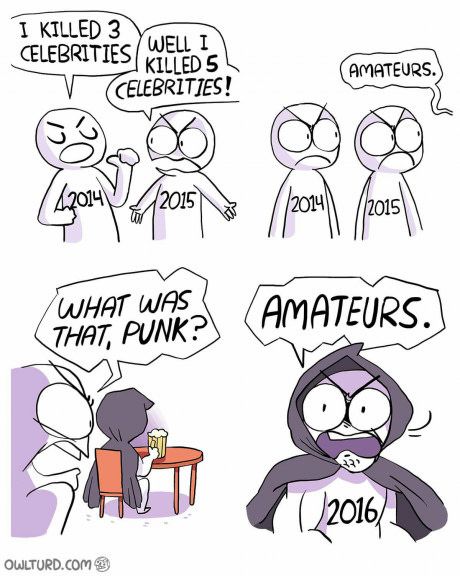 I KILLED 3
CELEBRITIES
WELL I
KILLED 5
CELEBRITIES!
2014
2015
AMATEURS.
2014
2015
WHAT WAS
THAT, PUNK?
AMATEURS.
2016
OWLTURD.COM